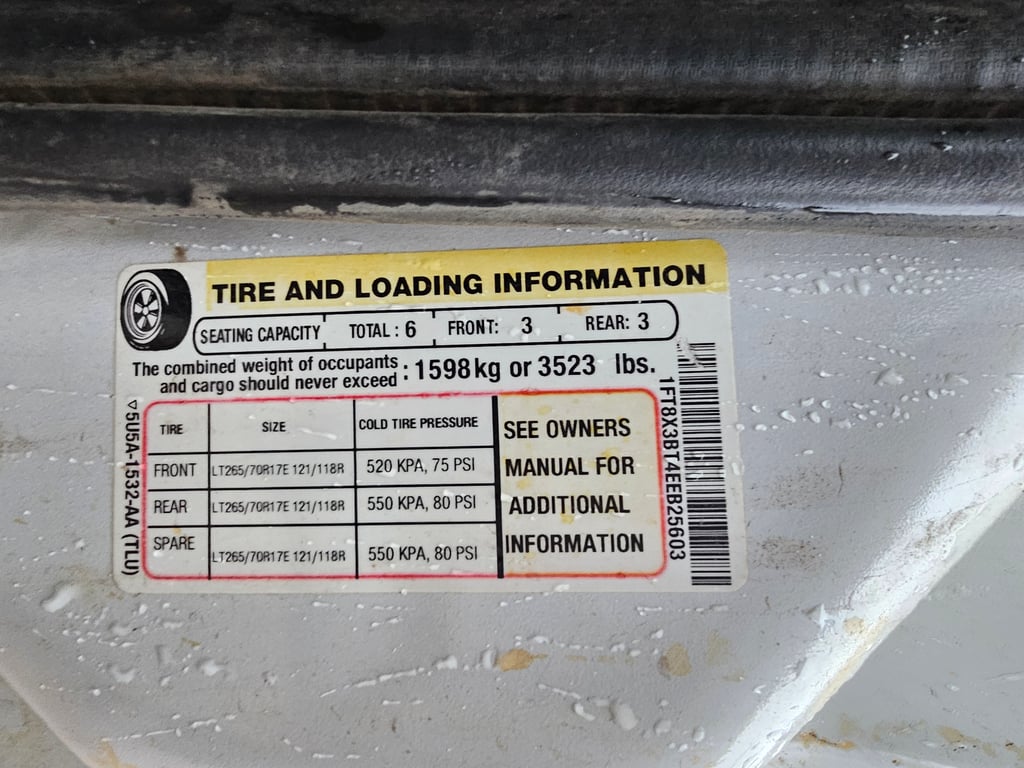 TIRE AND LOADING INFORMATION
SEATING CAPACITY TOTAL : 6 FRONT: 3 REAR: 3
The combined weight of occupants
and cargo should never exceed : 1598 kg or 3523 lbs.
TIRE SIZE COLD TIRE PRESSURE
FRONT LT265/70R17E 121/118R 520 KPA, 75 PSI
REAR LT265/70R17E 121/118R 550 KPA, 80 PSI
SPARE LT265/70R17E 121/118R 550 KPA, 80 PSI
SEE OWNERS
MANUAL FOR
ADDITIONAL
INFORMATION
5U5A-1532-AA (TLU)
1FT8X3BT4EEB25603